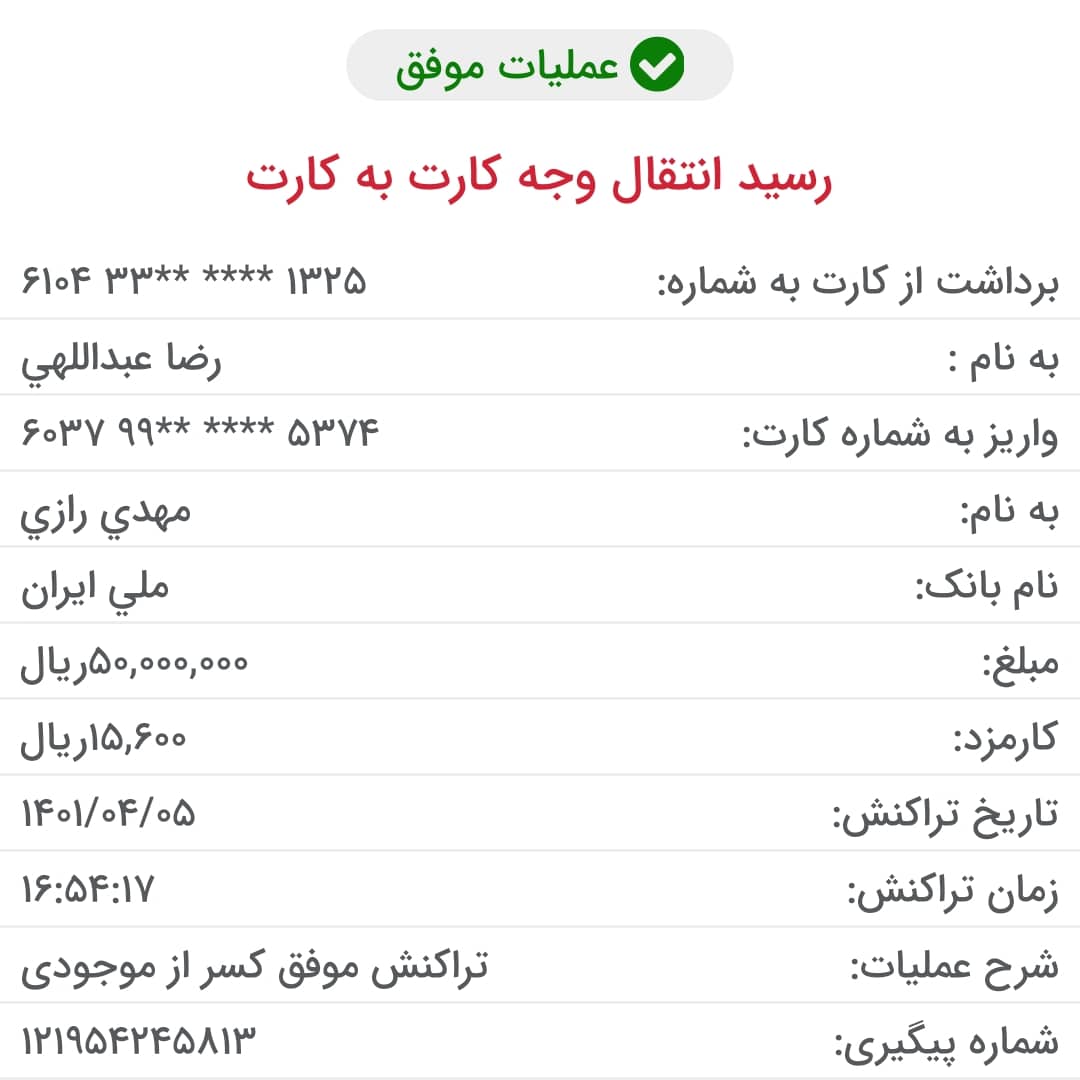 عملیات موفق
رسید انتقال وجه کارت به کارت
برداشت از کارت به شماره: ۶۱۰۴ ۳۳** **** ۱۳۲۵
به نام : رضا عبداللهي
واریز به شماره کارت: ۶۰۳۷ ۹۹** **** ۵۳۷۴
به نام: مهدي رازي
نام بانک: ملي ايران
مبلغ: ۵۰,۰۰۰,۰۰۰ریال
کارمزد: ۱۵,۶۰۰ریال
تاریخ تراکنش: ۱۴۰۱/۰۴/۰۵
زمان تراکنش: ۱۶:۵۴:۱۷
شرح عملیات: تراکنش موفق کسر از موجودی
شماره پیگیری: ۱۲۱۹۵۴۲۴۵۸۱۳